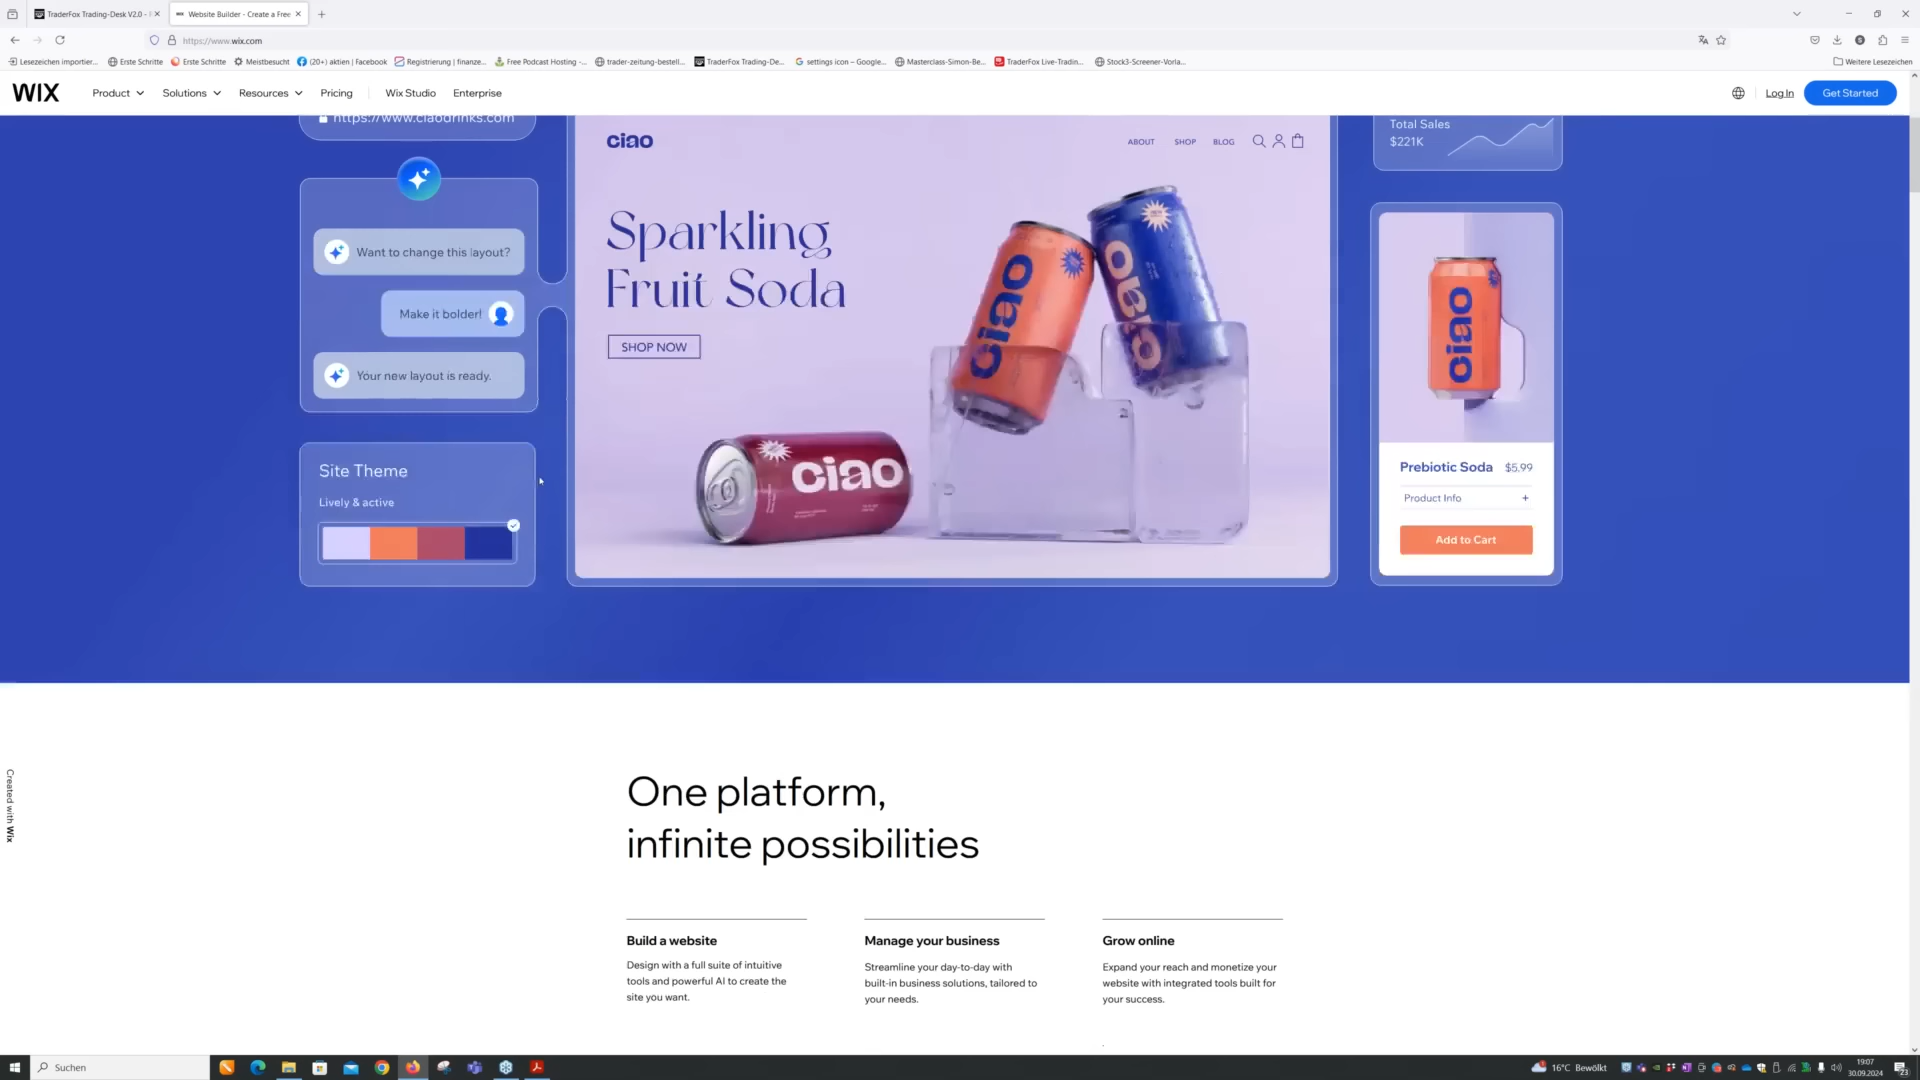 TraderFox Trading-Desk V2.0 -
Website Builder - Create a Free
https://www.wix.com
Lesezeichen importier...
Erste Schritte
Erste Schritte
Meistbesucht
(20+) aktien | Facebook
Registrierung | finanze...
Free Podcast Hosting -...
trader-zeitung-bestell...
TraderFox Trading-De...
settings icon – Google...
Masterclass-Simon-Be...
TraderFox Live-Tradin...
Stock3-Screener-Vorla...
Weitere Lesezeichen
WIX
Product
Solutions
Resources
Pricing
Wix Studio
Enterprise
Log In
Get Started
https://www.ciaodrinks.com
Want to change this layout?
Make it bolder!
Your new layout is ready.
Site Theme
Lively & active
ciao
ABOUT
SHOP
BLOG
Sparkling
Fruit Soda
SHOP NOW
ciao
ciao
ciao
Total Sales
$221K
ciao
Prebiotic Soda
$5.99
Product Info
+
Add to Cart
Created with Wix
One platform,
infinite possibilities
Build a website
Design with a full suite of intuitive
tools and powerful AI to create the
site you want.
Manage your business
Streamline your day-to-day with
built-in business solutions, tailored to
your needs.
Grow online
Expand your reach and monetize your
website with integrated tools built for
your success.
Suchen
16°C Bewölkt
19:07
30.09.2024
23